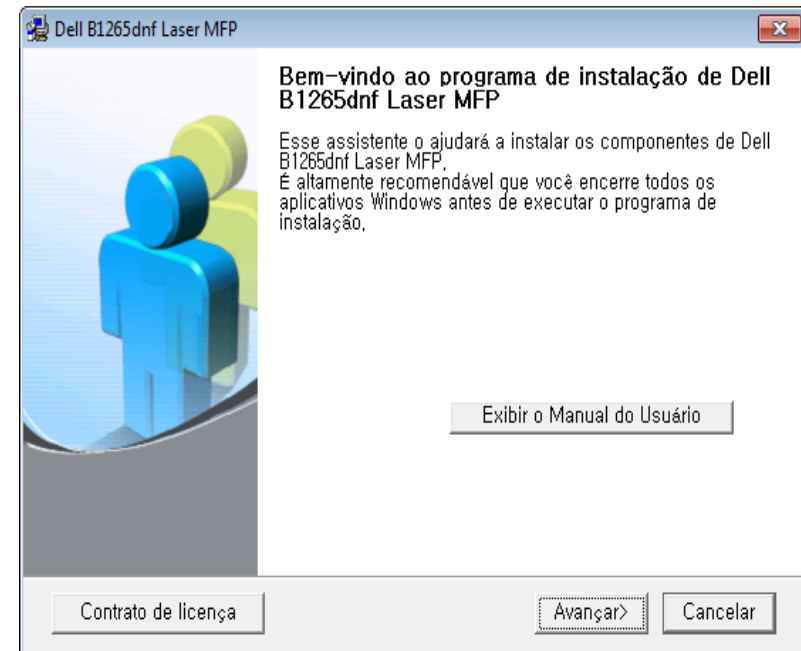 Dell B1265dnf Laser MFP
Bem-vindo ao programa de instalação de Dell
B1265dnf Laser MFP
Esse assistente o ajudará a instalar os componentes de Dell
B1265dnf Laser MFP.
É altamente recomendável que você encerre todos os
aplicativos Windows antes de executar o programa de
instalação.
Exibir o Manual do Usuário
Contrato de licença
Avançar>
Cancelar